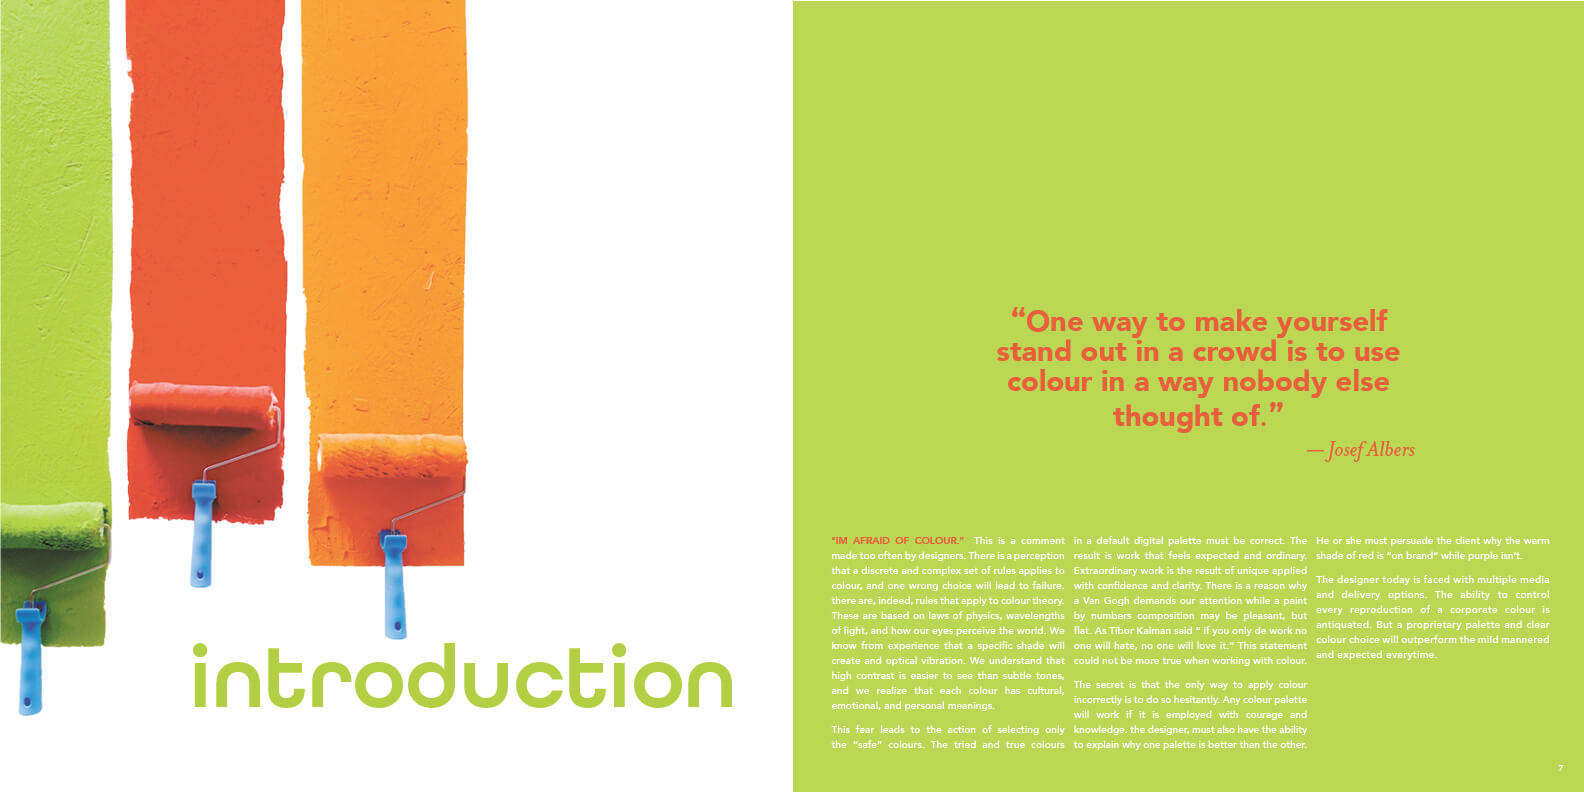 introduction
“One way to make yourself
stand out in a crowd is to use
colour in a way nobody else
thought of.”
— Josef Albers
"IM AFRAID OF COLOUR." This is a comment
made too often by designers. There is a perception
that a discrete and complex set of rules applies to
colour, and one wrong choice will lead to failure.
there are, indeed, rules that apply to colour theory.
These are based on laws of physics, wavelengths
of light, and how our eyes perceive the world. We
know from experience that a specific shade will
create and optical vibration. We understand that
high contrast is easier to see than subtle tones,
and we realize that each colour has cultural,
emotional, and personal meanings.
This fear leads to the action of selecting only
the "safe" colours. The tried and true colours
in a default digital palette must be correct. The
result is work that feels expected and ordinary.
Extraordinary work is the result of unique applied
with confidence and clarity. There is a reason why
a Van Gogh demands our attention while a paint
by numbers composition may be pleasant, but
flat. As Tibor Kalman said " if you only de work no
one will hate, no one will love it." This statement
could not be more true when working with colour.
The secret is that the only way to apply colour
incorrectly is to do so hesitantly. Any colour palette
will work if it is employed with courage and
knowledge. the designer, must also have the ability
to explain why one palette is better than the other.
He or she must persuade the client why the warm
shade of red is "on brand" while purple isn't.
The designer today is faced with multiple media
and delivery options. The ability to control
every reproduction of a corporate colour is
antiquated. But a proprietary palette and clear
colour choice will outperform the mild mannered
and expected everytime.
7